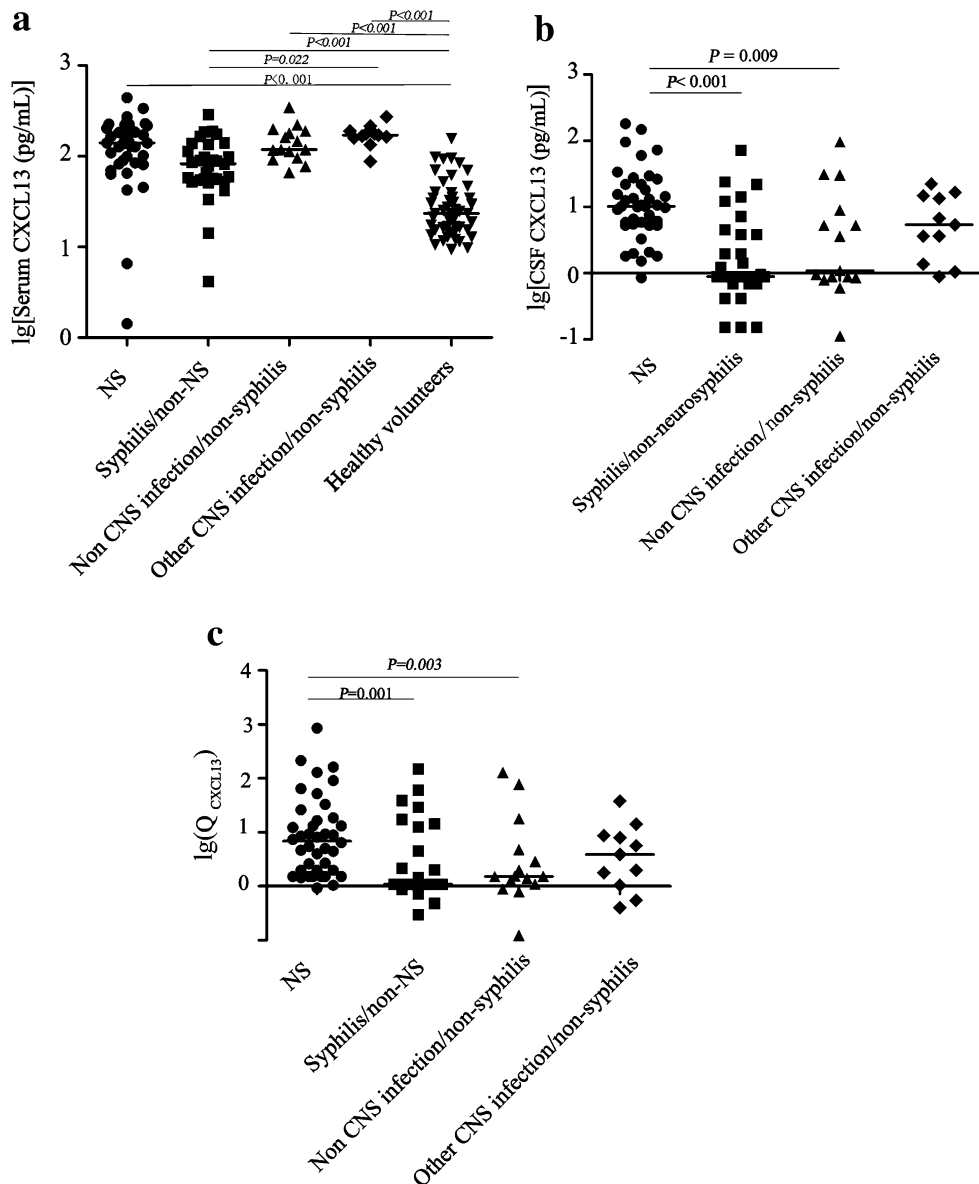 a
P<0.001
P<0.001
P<0.001
P=0.022
P<0.001
lg[Serum CXCL13 (pg/mL)]
3
2
1
0
NS
Syphilis/non-NS
Non CNS infection/non-syphilis
Other CNS infection/non-syphilis
Healthy volunteers
b
P = 0.009
P< 0.001
lg[CSF CXCL13 (pg/mL)]
3
2
1
0
-1
NS
Syphilis/non-neurosyphilis
Non CNS infection/non-syphilis
Other CNS infection/non-syphilis
c
P=0.003
P=0.001
lg(Q CXCL13)
4
3
2
1
0
NS
Syphilis/non-NS
Non CNS infection/non-syphilis
Other CNS infection/non-syphilis